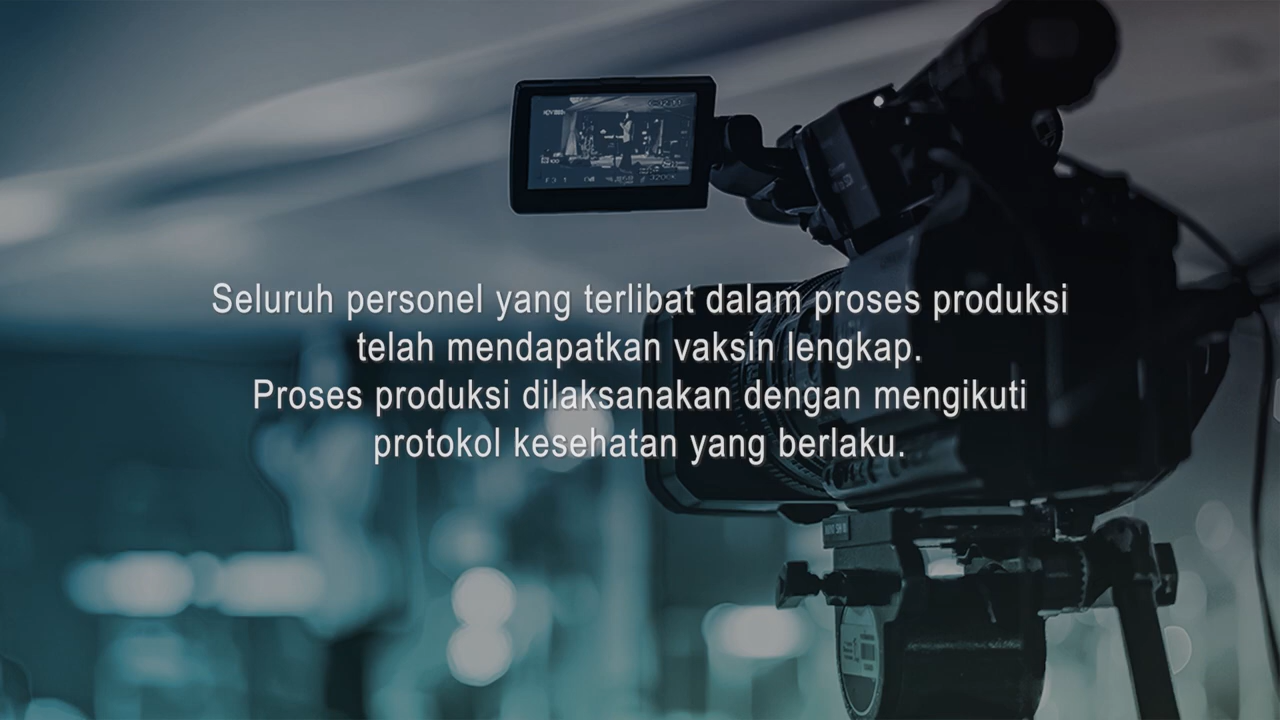 Seluruh personel yang terlibat dalam proses produksi
telah mendapatkan vaksin lengkap.
Proses produksi dilaksanakan dengan mengikuti
protokol kesehatan yang berlaku.